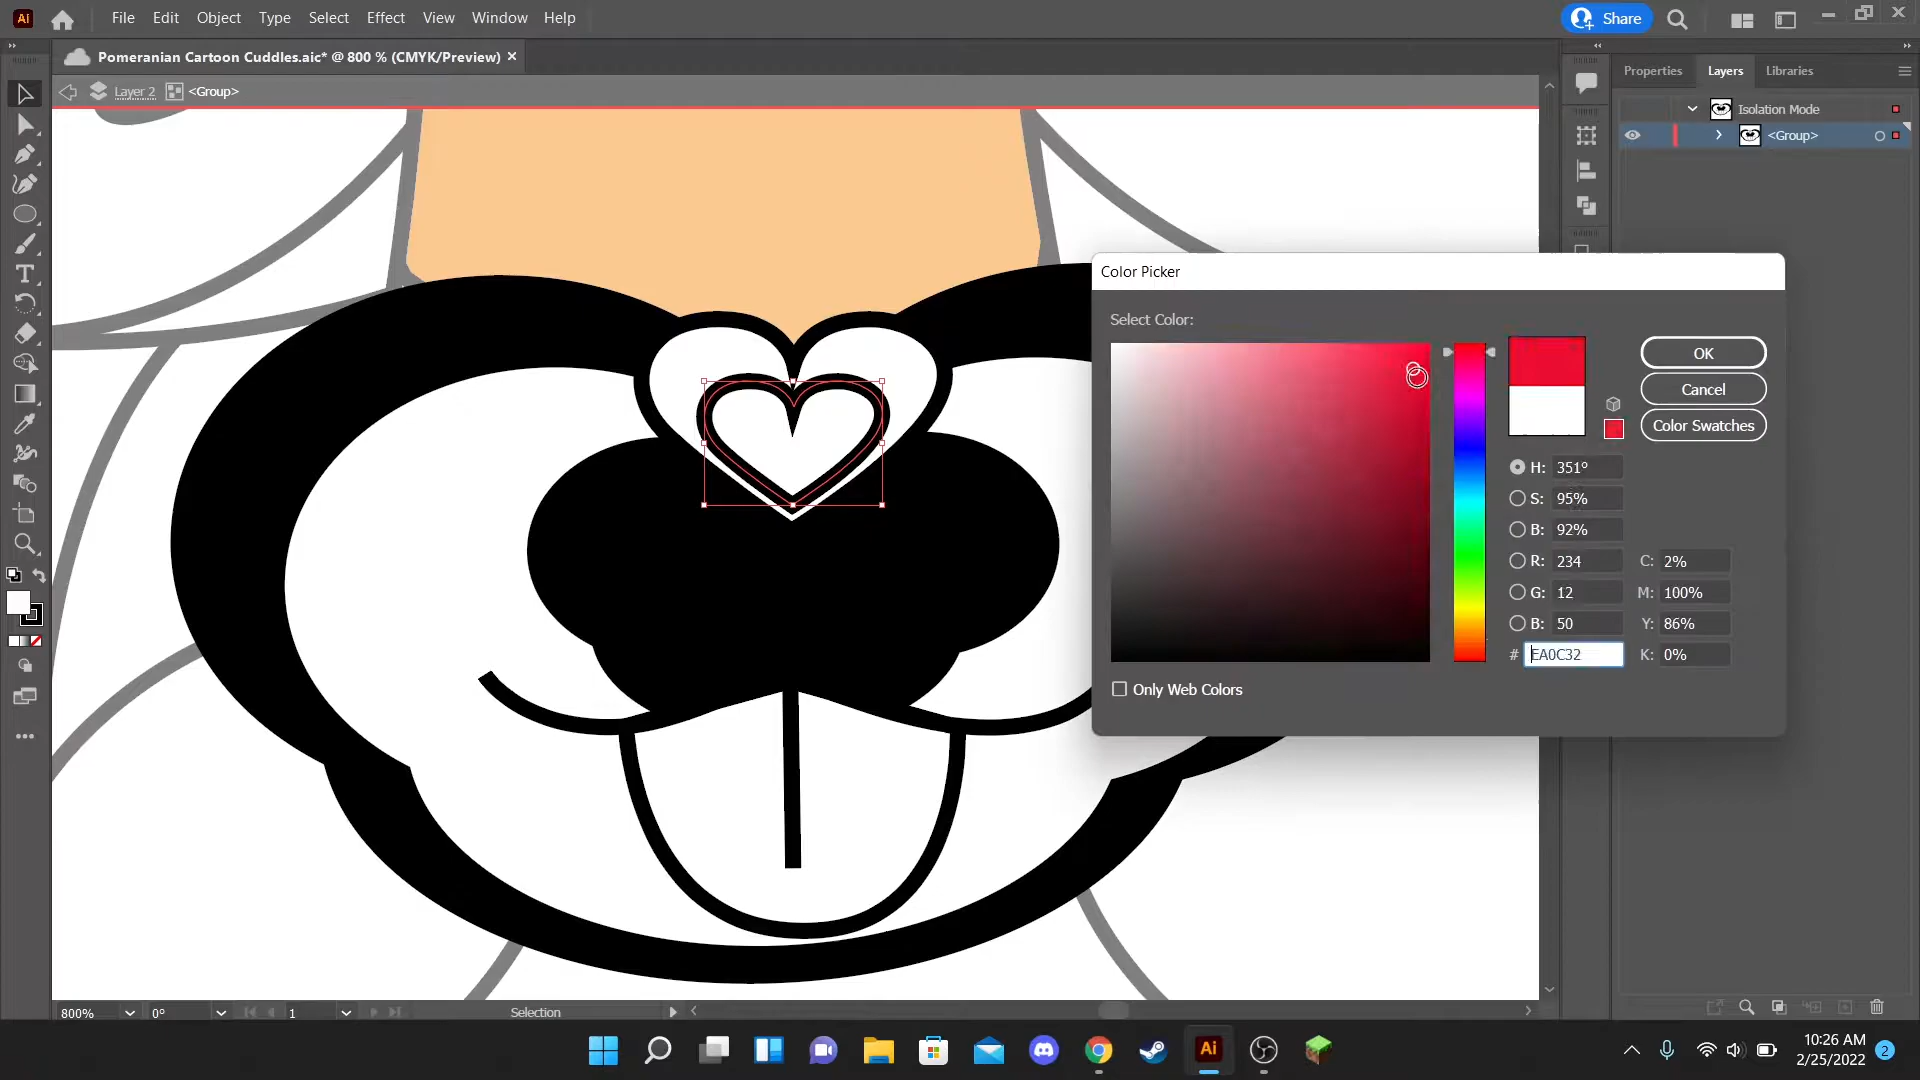 Ai File Edit Object Type Select Effect View Window Help Share
Pomeranian Cartoon Cuddles.aic* @ 800 % (CMYK/Preview)
Properties Layers Libraries
Layer 2 <Group>
Isolation Mode
<Group>
Color Picker
Select Color:
OK
Cancel
Color Swatches
H: 351°
S: 95%
B: 92%
R: 234 C: 2%
G: 12 M: 100%
B: 50 Y: 86%
# EA0C32 K: 0%
Only Web Colors
800% 0° 1 Selection
Ai
10:26 AM
2/25/2022
2